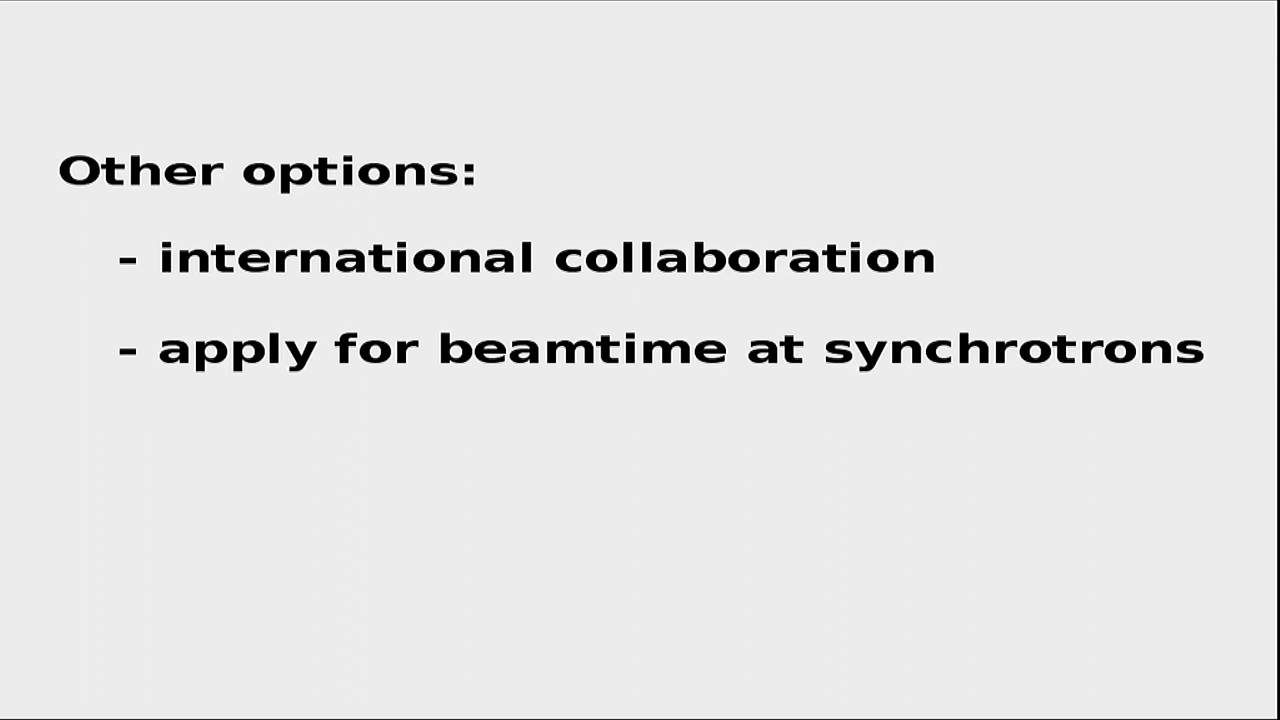 Other options:
- international collaboration
- apply for beamtime at synchrotrons